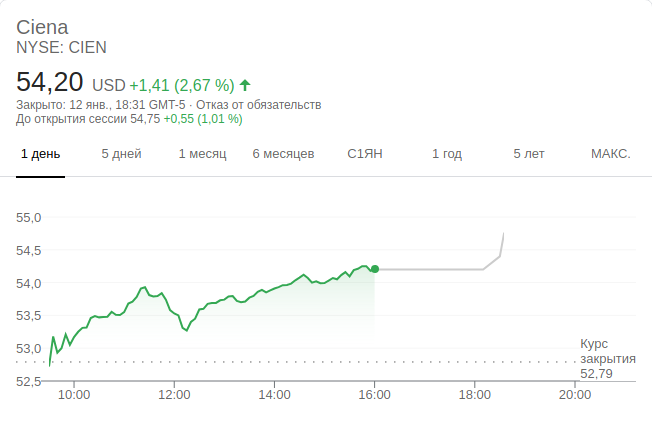 Ciena
NYSE: CIEN
54,20 USD +1,41 (2,67 %)
Закрыто: 12 янв., 18:31 GMT-5 · Отказ от обязательств
До открытия сессии 54,75 +0,55 (1,01 %)
1 день 5 дней 1 месяц 6 месяцев С1ЯН 1 год 5 лет МАКС.
55,0
54,5
54,0
53,5
53,0
52,5
Курс
закрытия
52,79
10:00 12:00 14:00 16:00 18:00 20:00